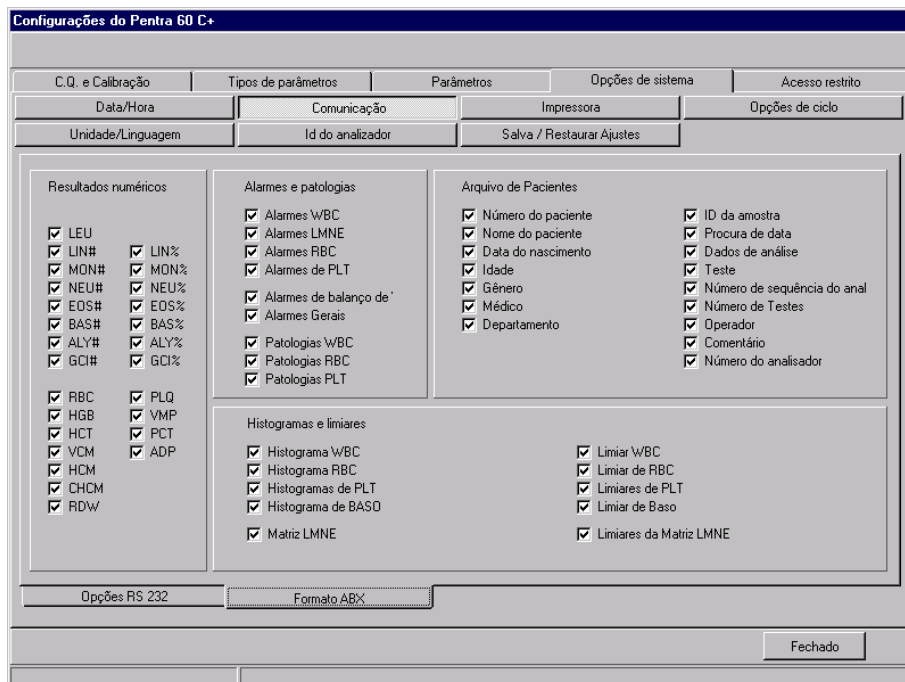 Configurações do Pentra 60 C+
C.Q. e Calibração
Tipos de parâmetros
Parâmetros
Opções de sistema
Acesso restrito
Data/Hora
Comunicação
Impressora
Opções de ciclo
Unidade/Linguagem
Id do analizador
Salva / Restaurar Ajustes
Resultados numéricos
LEU
LIN# LIN%
MON# MON%
NEU# NEU%
EOS# EOS%
BAS# BAS%
ALY# ALY%
GCI# GCI%
RBC PLQ
HGB VMP
HCT PCT
VCM ADP
HCM
CHCM
RDW
Alarmes e patologias
Alarmes WBC
Alarmes LMNE
Alarmes RBC
Alarmes de PLT
Alarmes de balanço de
Alarmes Gerais
Patologias WBC
Patologias RBC
Patologias PLT
Arquivo de Pacientes
Número do paciente
Nome do paciente
Data do nascimento
Idade
Gênero
Médico
Departamento
ID da amostra
Procura de data
Dados de análise
Teste
Número de sequência do anal
Número de Testes
Operador
Comentário
Número do analisador
Histogramas e limiares
Histograma WBC
Histograma RBC
Histogramas de PLT
Histograma de BASO
Matriz LMNE
Limiar WBC
Limiar de RBC
Limiares de PLT
Limiar de Baso
Limiares da Matriz LMNE
Opções RS 232
Formato ABX
Fechado